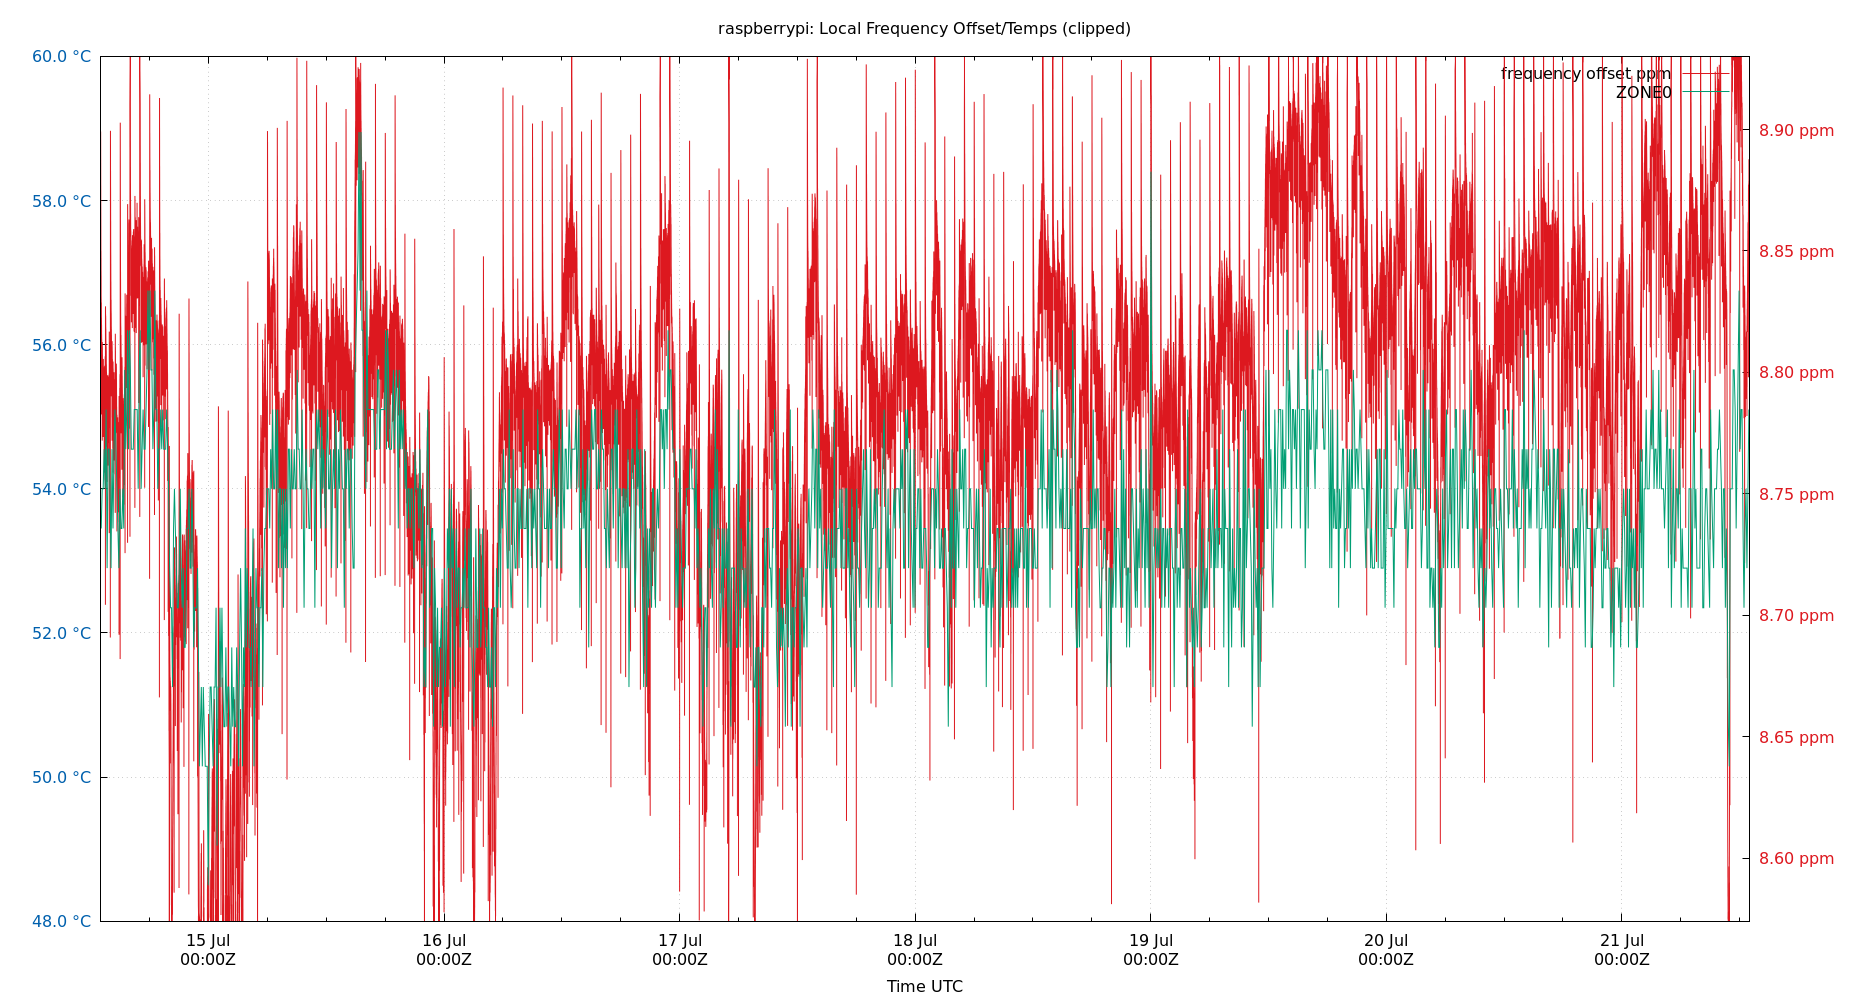 raspberrypi: Local Frequency Offset/Temps (clipped)
60.0 °C
58.0 °C
56.0 °C
54.0 °C
52.0 °C
50.0 °C
48.0 °C
frequency offset ppm
ZONE0
8.90 ppm
8.85 ppm
8.80 ppm
8.75 ppm
8.70 ppm
8.65 ppm
8.60 ppm
15 Jul 16 Jul 17 Jul 18 Jul 19 Jul 20 Jul 21 Jul
00:00Z 00:00Z 00:00Z 00:00Z 00:00Z 00:00Z 00:00Z
Time UTC